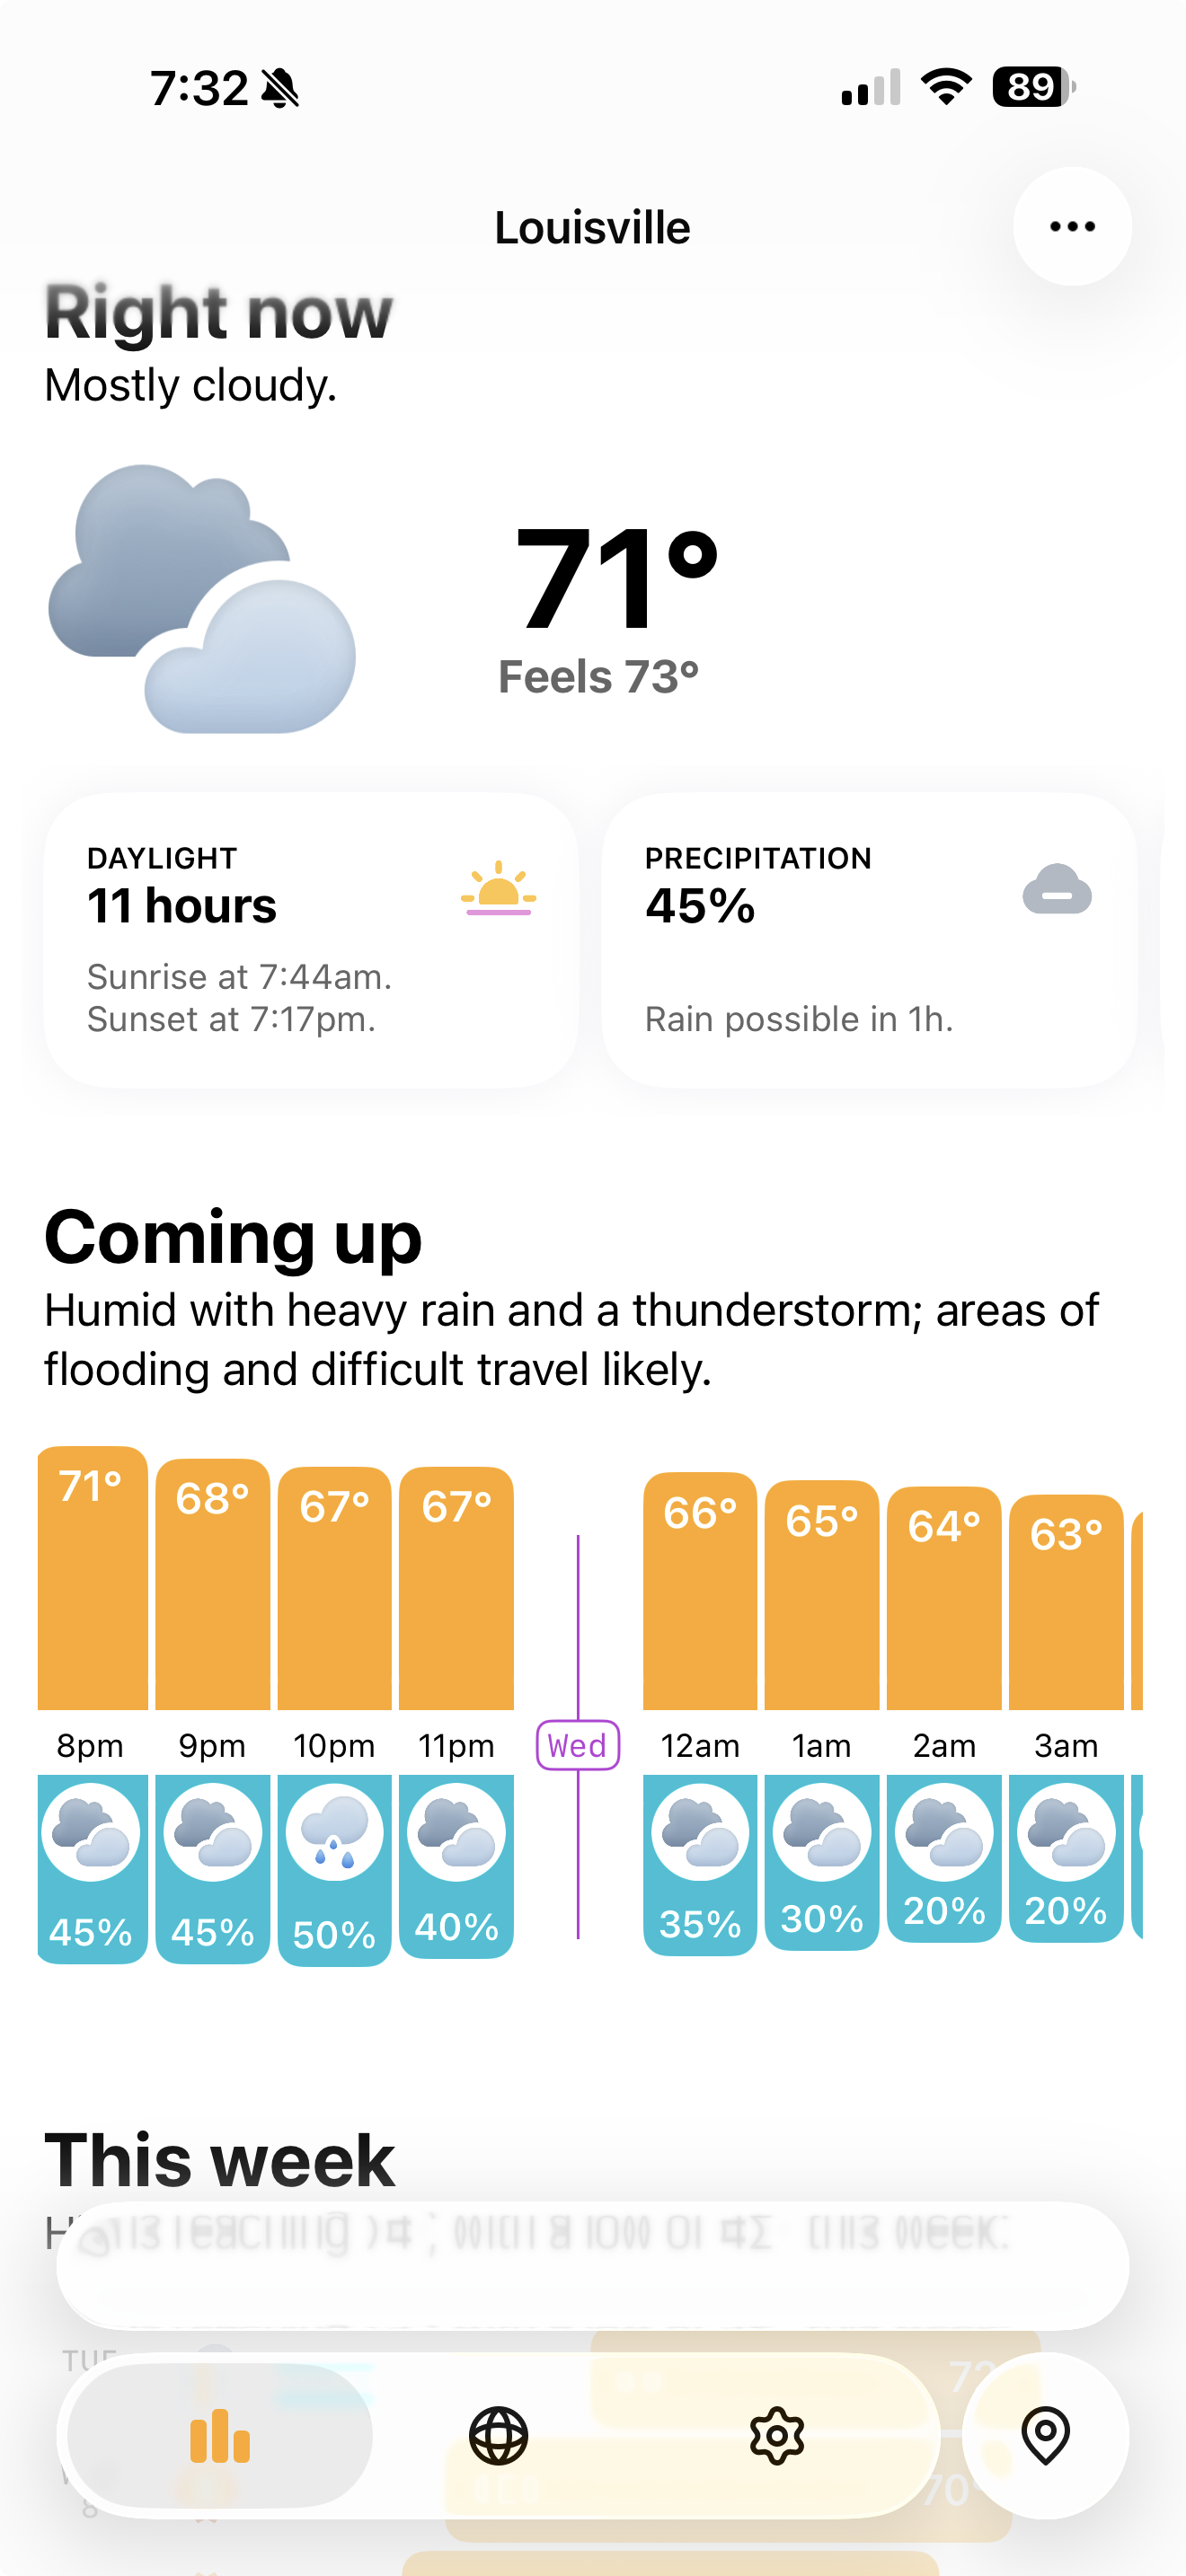 7:32
89
Louisville
Right now
Mostly cloudy.
71°
Feels 73°
DAYLIGHT
11 hours
Sunrise at 7:44am.
Sunset at 7:17pm.
PRECIPITATION
45%
Rain possible in 1h.
Coming up
Humid with heavy rain and a thunderstorm; areas of
flooding and difficult travel likely.
71° 68° 67° 67° 66° 65° 64° 63°
8pm 9pm 10pm 11pm Wed 12am 1am 2am 3am
45% 45% 50% 40% 35% 30% 20% 20%
This week
TUE
72
70°
8